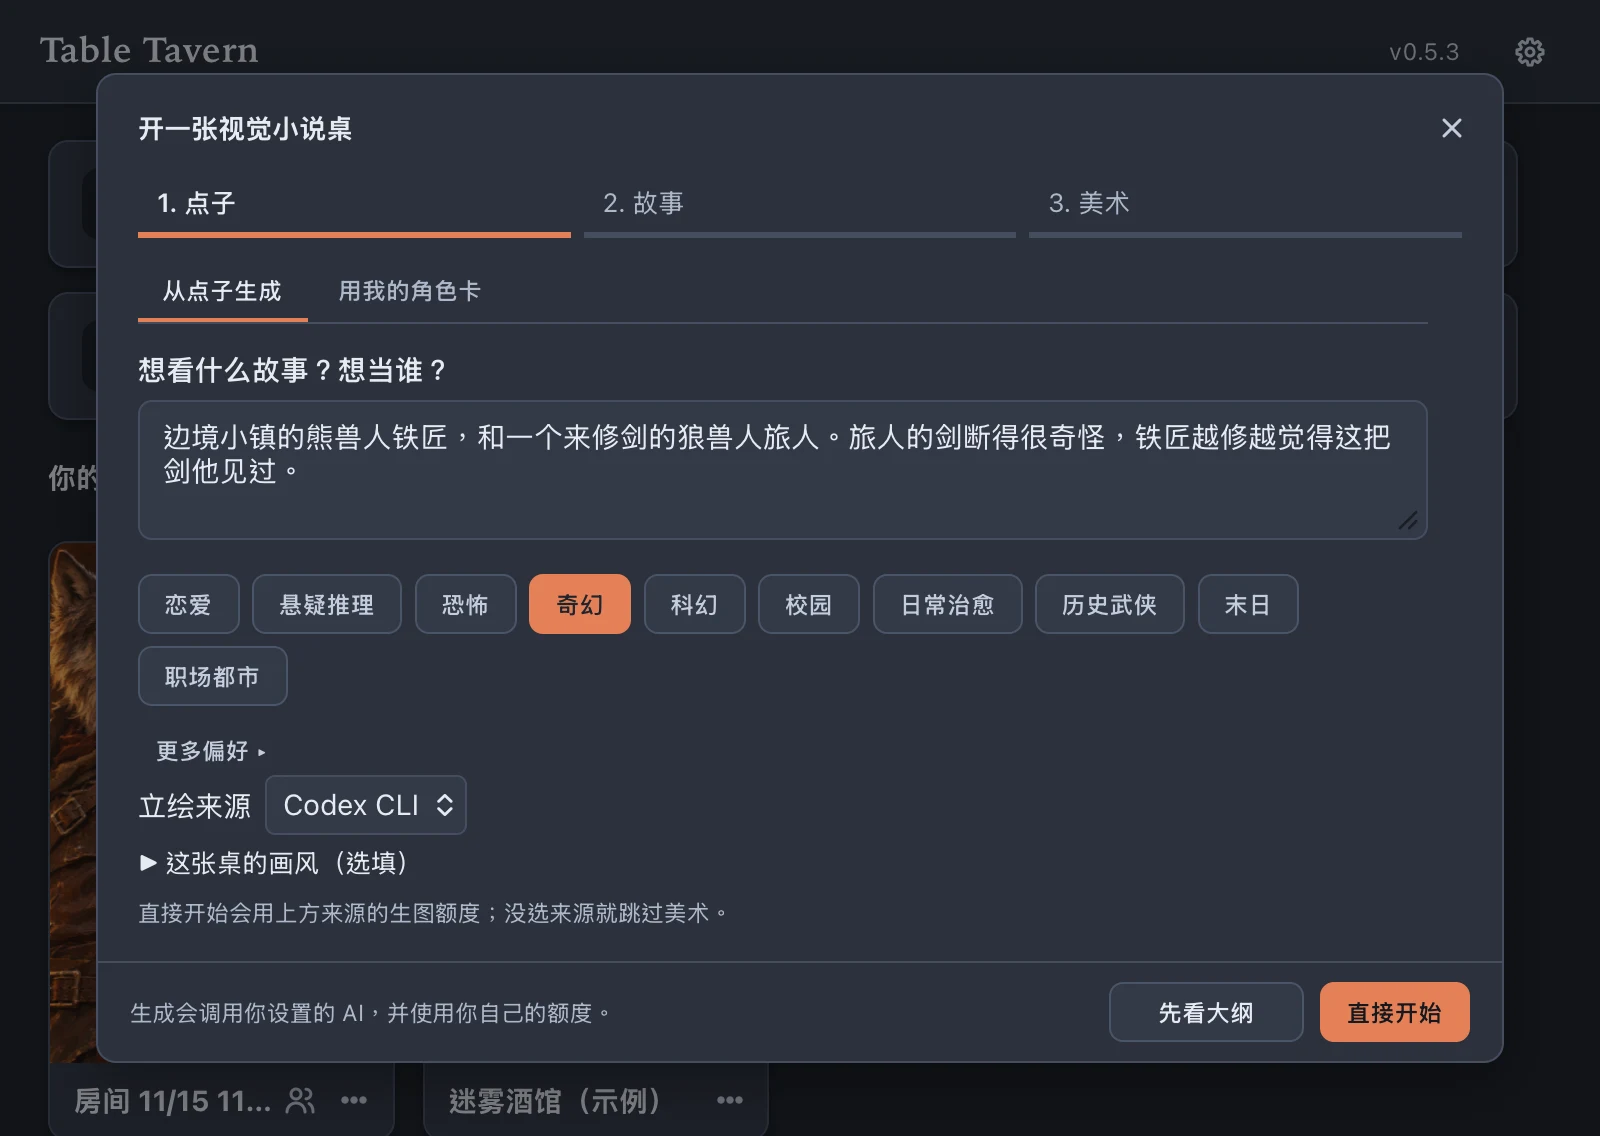 Table Tavern
v0.5.3
开一张视觉小说桌
1. 点子
2. 故事
3. 美术
从点子生成
用我的角色卡
想看什么故事？想当谁？
边境小镇的熊兽人铁匠，和一个来修剑的狼兽人旅人。旅人的剑断得很奇怪，铁匠越修越觉得这把
剑他见过。
恋爱
悬疑推理
恐怖
奇幻
科幻
校园
日常治愈
历史武侠
末日
职场都市
更多偏好 ▸
立绘来源
Codex CLI
▶ 这张桌的画风（选填）
直接开始会用上方来源的生图额度；没选来源就跳过美术。
生成会调用你设置的 AI，并使用你自己的额度。
先看大纲
直接开始
你的
房间 11/15 11...
迷雾酒馆（示例）